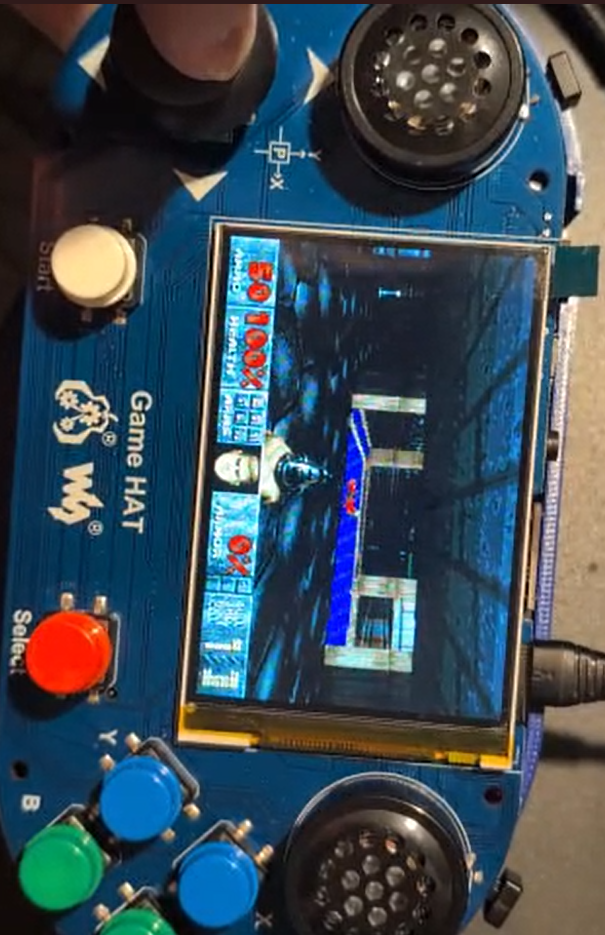 Start
Game HAT
Select
Y
B
X
P
Y
X
AMMO
50
HEALTH
100%
ARMS
ARMOR
0%